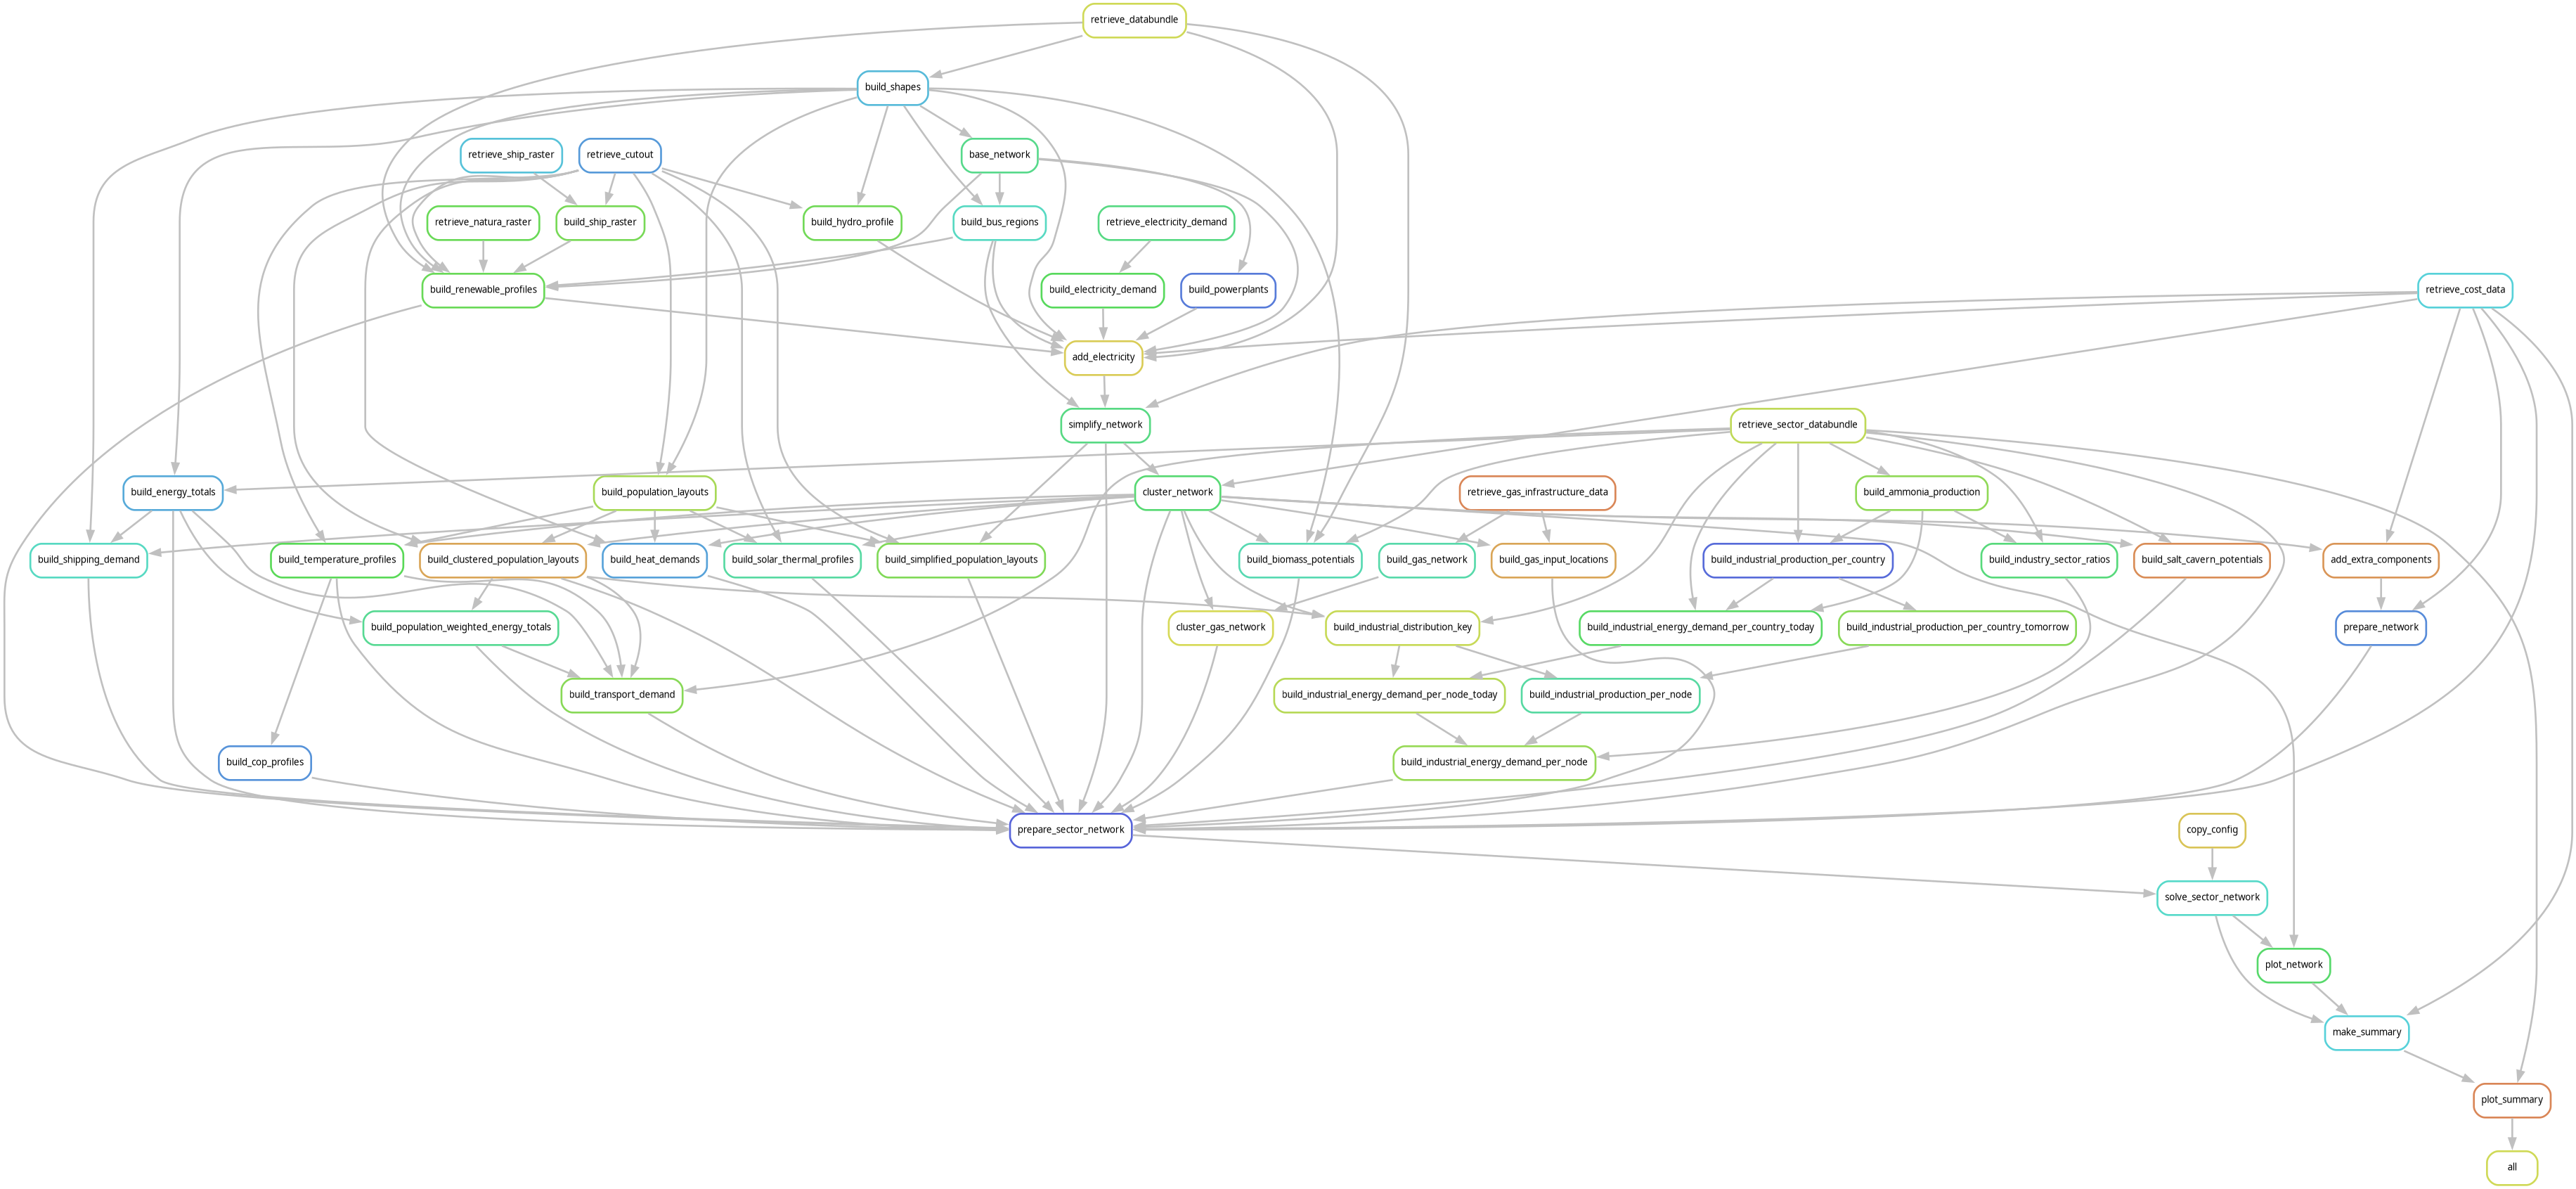 retrieve_databundle
build_shapes
retrieve_ship_raster
retrieve_cutout
base_network
retrieve_natura_raster
build_ship_raster
build_hydro_profile
build_bus_regions
retrieve_electricity_demand
build_renewable_profiles
build_electricity_demand
build_powerplants
retrieve_cost_data
add_electricity
simplify_network
retrieve_sector_databundle
build_energy_totals
build_population_layouts
cluster_network
retrieve_gas_infrastructure_data
build_ammonia_production
build_shipping_demand
build_temperature_profiles
build_clustered_population_layouts
build_heat_demands
build_solar_thermal_profiles
build_simplified_population_layouts
build_biomass_potentials
build_gas_network
build_gas_input_locations
build_industrial_production_per_country
build_industry_sector_ratios
build_salt_cavern_potentials
add_extra_components
build_population_weighted_energy_totals
cluster_gas_network
build_industrial_distribution_key
build_industrial_energy_demand_per_country_today
build_industrial_production_per_country_tomorrow
prepare_network
build_transport_demand
build_industrial_energy_demand_per_node_today
build_industrial_production_per_node
build_cop_profiles
build_industrial_energy_demand_per_node
prepare_sector_network
copy_config
solve_sector_network
plot_network
make_summary
plot_summary
all